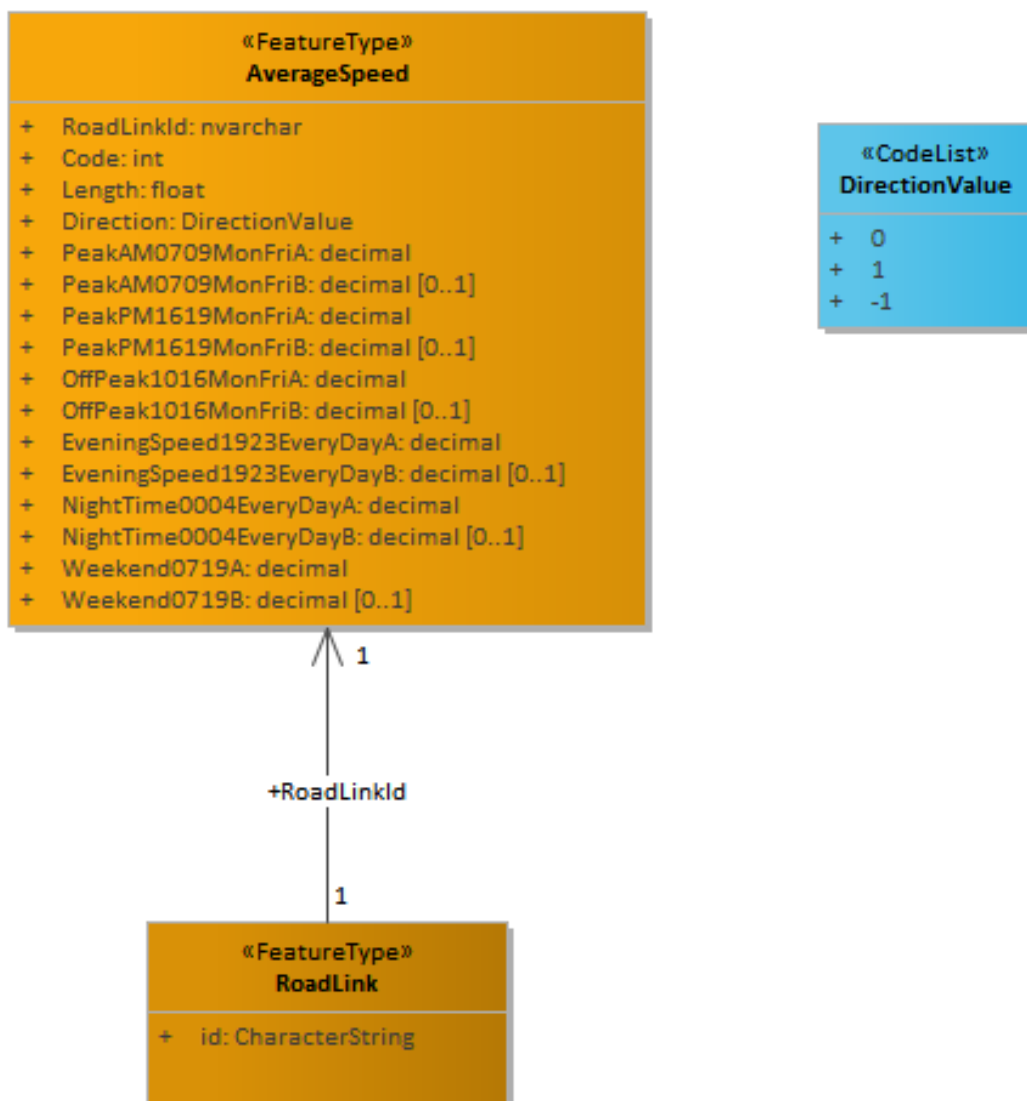 «FeatureType»
AverageSpeed
+ RoadLinkId: nvarchar
+ Code: int
+ Length: float
+ Direction: DirectionValue
+ PeakAM0709MonFriA: decimal
+ PeakAM0709MonFriB: decimal [0..1]
+ PeakPM1619MonFriA: decimal
+ PeakPM1619MonFriB: decimal [0..1]
+ OffPeak1016MonFriA: decimal
+ OffPeak1016MonFriB: decimal [0..1]
+ EveningSpeed1923EveryDayA: decimal
+ EveningSpeed1923EveryDayB: decimal [0..1]
+ NightTime0004EveryDayA: decimal
+ NightTime0004EveryDayB: decimal [0..1]
+ Weekend0719A: decimal
+ Weekend0719B: decimal [0..1]
«CodeList»
DirectionValue
+ 0
+ 1
+ -1
1
+RoadLinkId
1
«FeatureType»
RoadLink
+ id: CharacterString